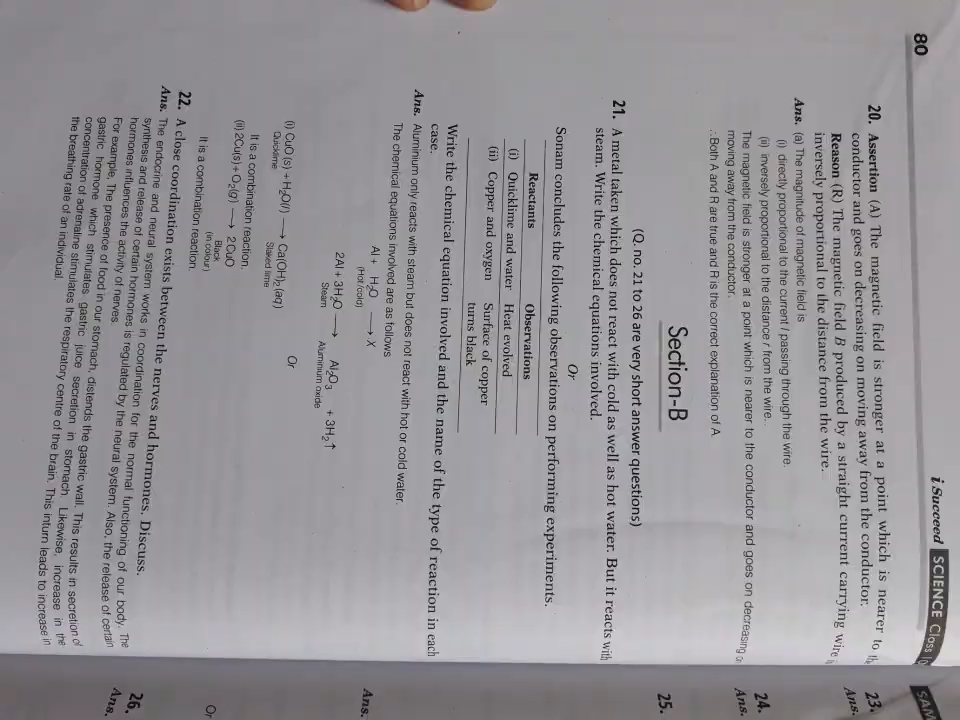 80
i Succeed SCIENCE Class
20. Assertion (A) The magnetic field is stronger at a point which is nearer to
conductor and goes on decreasing on moving away from the conductor.
Reason (R) The magnetic field B produced by a straight current carrying wire
inversely proportional to the distance from the wire.
Ans. (a) The magnitude of magnetic field is
(i) directly proportional to the current I passing through the wire.
(ii) inversely proportional to the distance r from the wire.
The magnetic field is stronger at a point which is nearer to the conductor and goes on decreasing
moving away from the conductor.
∴ Both A and R are true and R is the correct explanation of A.
Section-B
(Q. no. 21 to 26 are very short answer questions)
21. A metal taken which does not react with cold as well as hot water. But it reacts with
steam. Write the chemical equations involved.
Or
Sonam concludes the following observations on performing experiments.
Reactants Observations
(i) Quicklime and water Heat evolved
(ii) Copper and oxygen Surface of copper
turns black
Write the chemical equation involved and the name of the type of reaction in each
case.
Ans. Aluminium only reacts with steam but does not react with hot or cold water.
The chemical equations involved are as follows
Al + H₂O ⟶ X
(Hot/cold)
2Al + 3H₂O ⟶ Al₂O₃ + 3H₂↑
Steam Aluminium oxide
Or
(i) CuO (s) + H₂O(l) ⟶ Ca(OH)₂ (aq)
Quicklime Slaked lime
It is a combination reaction.
(ii) 2Cu(s) + O₂(g) ⟶ 2CuO
Black
(in colour)
It is a combination reaction.
22. A close coordination exists between the nerves and hormones. Discuss.
Ans. The endocrine and neural system works in coordination for the normal functioning of our body. The
synthesis and release of certain hormones is regulated by the neural system. Also, the release of certain
hormones influences the activity of nerves.
For example, The presence of food in our stomach, distends the gastric wall. This results in secretion of
gastric hormone which stimulates gastric juice secretion in stomach. Likewise, increase in the
concentration of adrenaline stimulates the respiratory centre of the brain. This inturn leads to increase in
the breathing rate of an individual.
SAM
23.
Ans.
24.
Ans.
25.
Ans.
Or
26.
Ans.